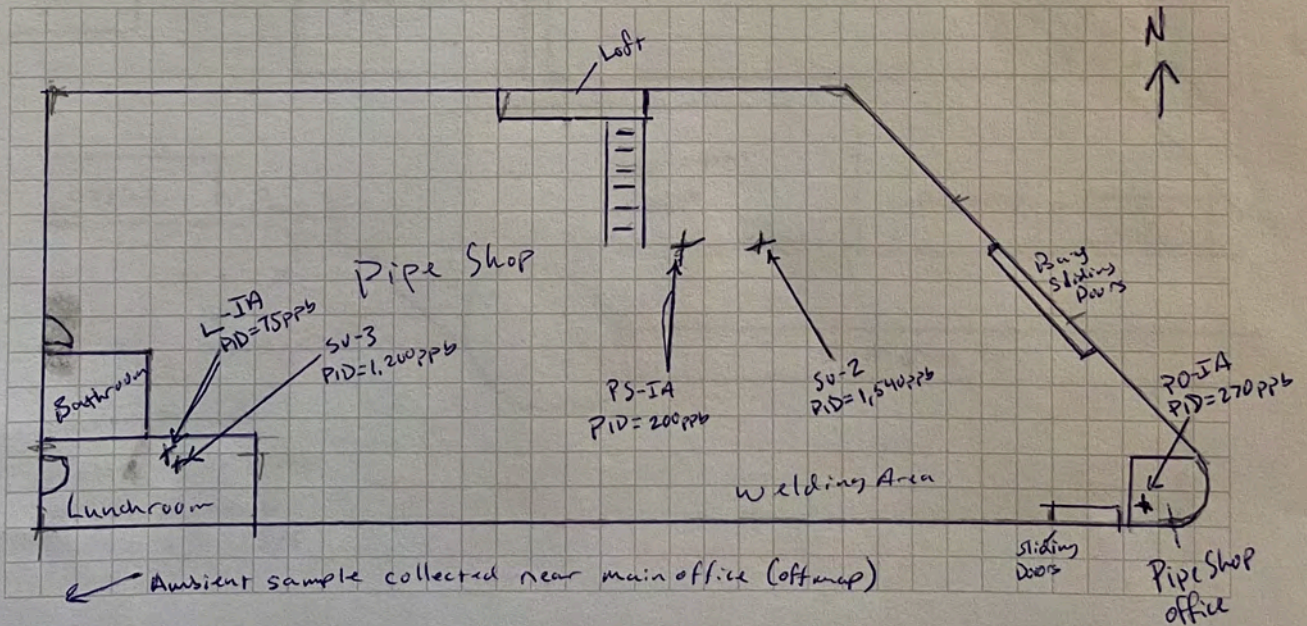 N
Loft
Pipe Shop
L-IA
PID=75ppb
SV-3
PID=1,200ppb
Bathroom
Lunchroom
PS-IA
PID=200ppb
SV-2
PID=1,540ppb
Bay
Sliding
Doors
PO-IA
PID=270ppb
Welding Area
Sliding
Doors
Pipe Shop
office
Ambient sample collected near main office (offmap)